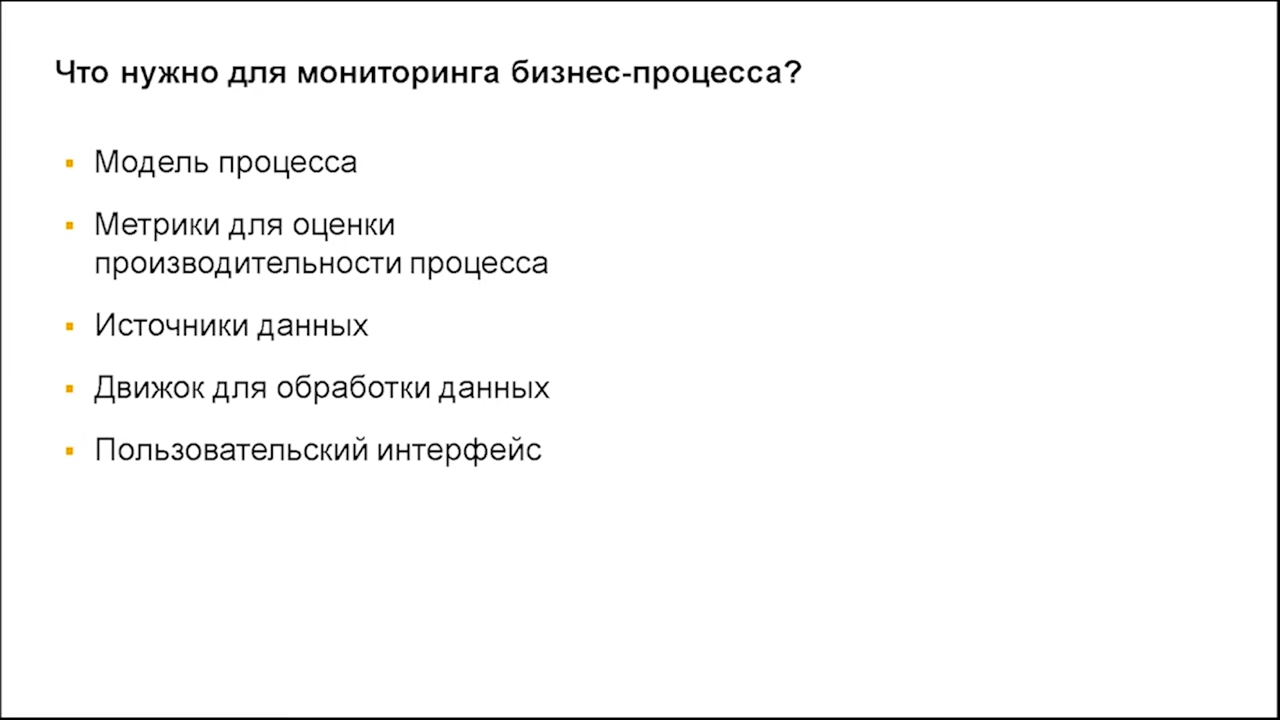 Что нужно для мониторинга бизнес-процесса?
Модель процесса
Метрики для оценки
производительности процесса
Источники данных
Движок для обработки данных
Пользовательский интерфейс